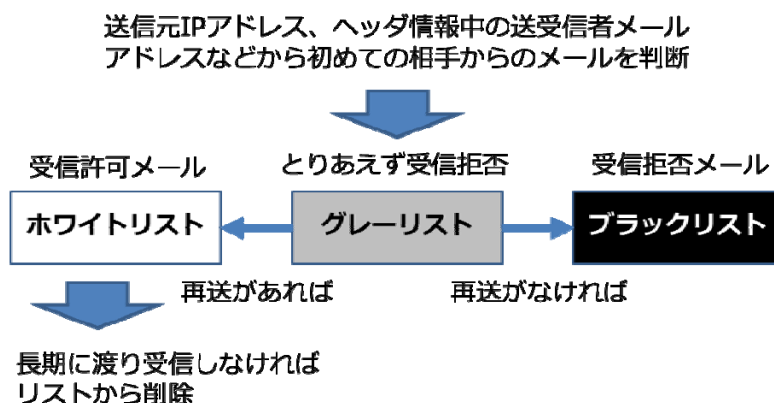 送信元IPアドレス、ヘッダ情報中の送受信者メール
アドレスなどから初めての相手からのメールを判断
受信許可メール
とりあえず受信拒否
受信拒否メール
ホワイトリスト
グレーリスト
ブラックリスト
再送があれば
再送がなければ
長期に渡り受信しなければ
リストから削除